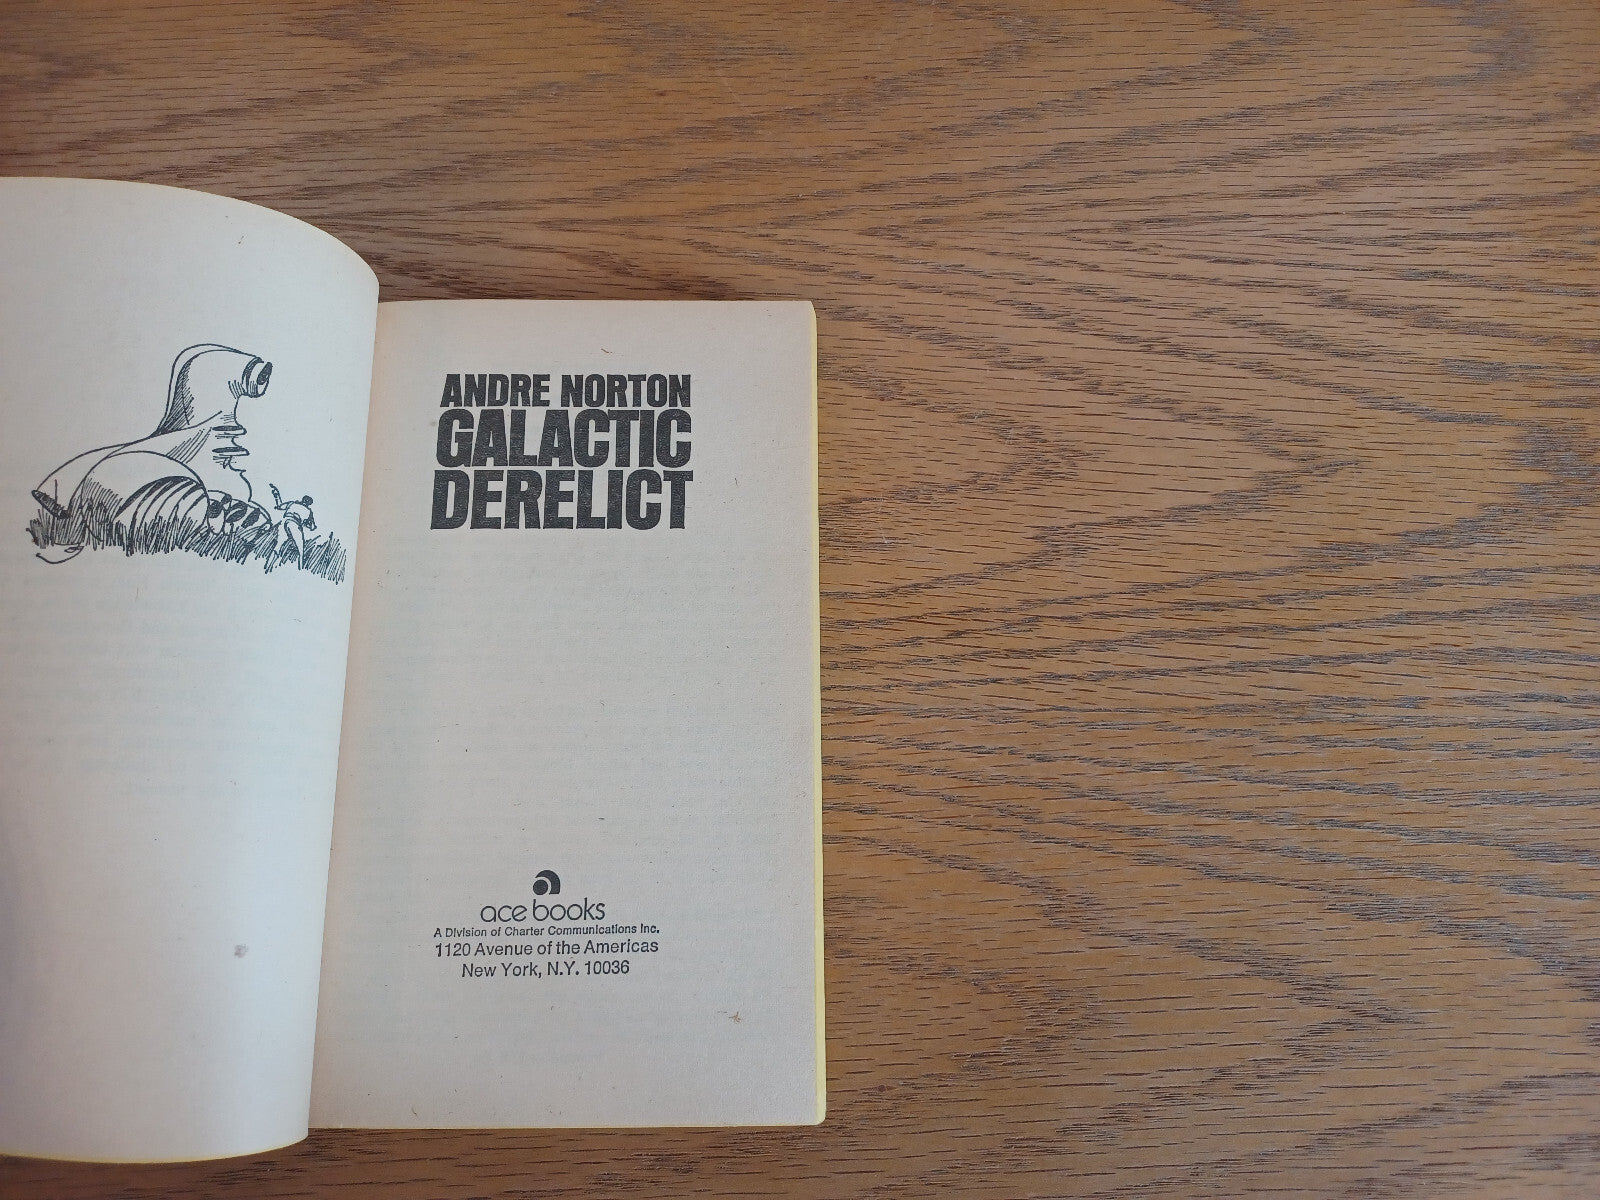 ANDRE NORTON
GALACTIC
DERELICT
ace books
A Division of Charter Communications Inc.
1120 Avenue of the Americas
New York, N.Y. 10036